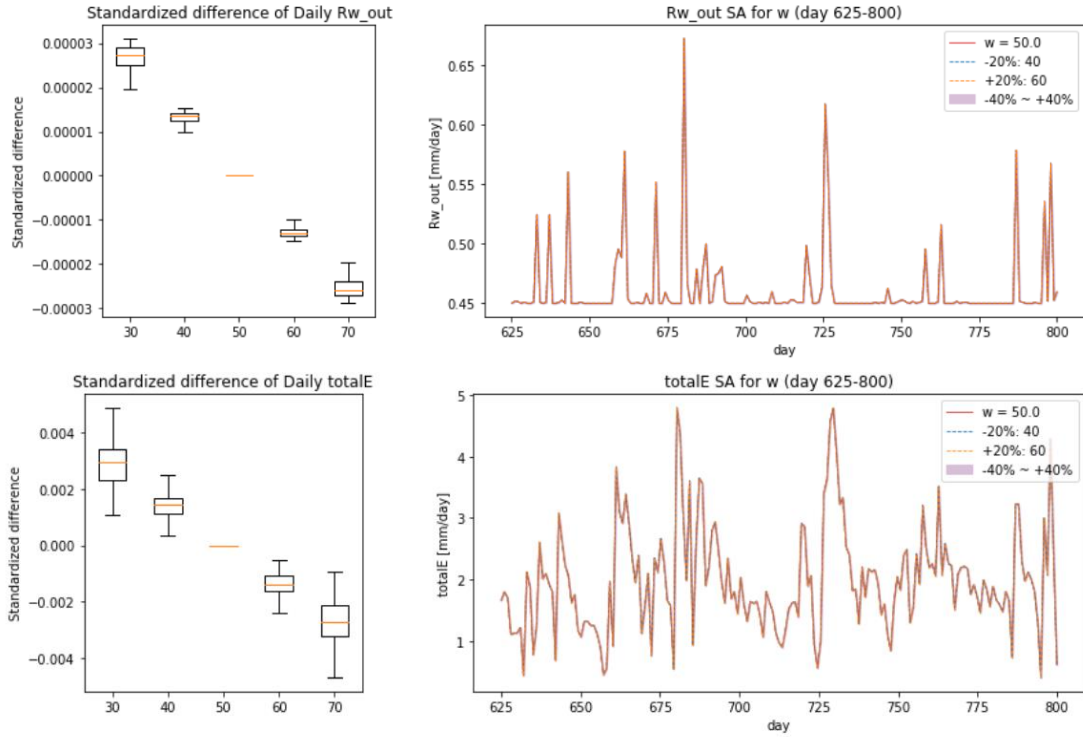 Standardized difference of Daily Rw_out
Standardized difference
0.00003
0.00002
0.00001
0.00000
−0.00001
−0.00002
−0.00003
30 40 50 60 70
Rw_out SA for w (day 625-800)
Rw_out [mm/day]
0.65
0.60
0.55
0.50
0.45
w = 50.0
-20%: 40
+20%: 60
-40% ~ +40%
625 650 675 700 725 750 775 800
day
Standardized difference of Daily totalE
Standardized difference
0.004
0.002
0.000
−0.002
−0.004
30 40 50 60 70
totalE SA for w (day 625-800)
totalE [mm/day]
5
4
3
2
1
w = 50.0
-20%: 40
+20%: 60
-40% ~ +40%
625 650 675 700 725 750 775 800
day